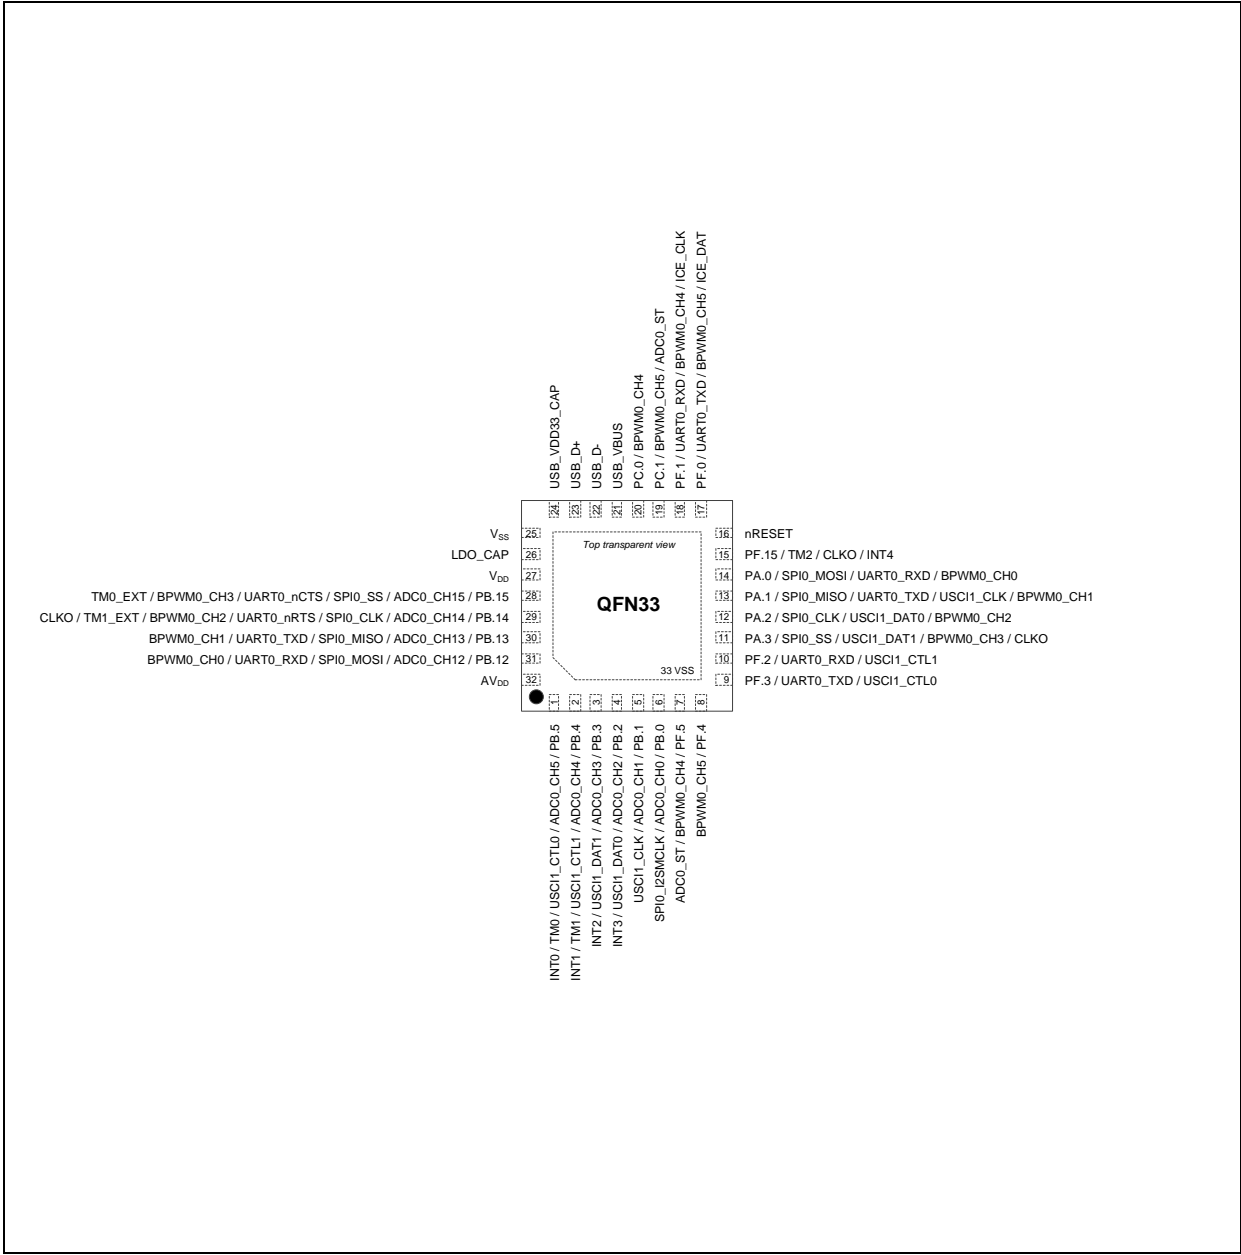 USB_VDD33_CAP
USB_D+
USB_D-
USB_VBUS
PC.0 / BPWM0_CH4
PC.1 / BPWM0_CH5 / ADC0_ST
PF.1 / UART0_RXD / BPWM0_CH4 / ICE_CLK
PF.0 / UART0_TXD / BPWM0_CH5 / ICE_DAT
24
23
22
21
20
19
18
17
VSS 25
LDO_CAP 26
VDD 27
TM0_EXT / BPWM0_CH3 / UART0_nCTS / SPI0_SS / ADC0_CH15 / PB.15 28
CLKO / TM1_EXT / BPWM0_CH2 / UART0_nRTS / SPI0_CLK / ADC0_CH14 / PB.14 29
BPWM0_CH1 / UART0_TXD / SPI0_MISO / ADC0_CH13 / PB.13 30
BPWM0_CH0 / UART0_RXD / SPI0_MOSI / ADC0_CH12 / PB.12 31
AVDD 32
Top transparent view
QFN33
33 VSS
16 nRESET
15 PF.15 / TM2 / CLKO / INT4
14 PA.0 / SPI0_MOSI / UART0_RXD / BPWM0_CH0
13 PA.1 / SPI0_MISO / UART0_TXD / USCI1_CLK / BPWM0_CH1
12 PA.2 / SPI0_CLK / USCI1_DAT0 / BPWM0_CH2
11 PA.3 / SPI0_SS / USCI1_DAT1 / BPWM0_CH3 / CLKO
10 PF.2 / UART0_RXD / USCI1_CTL1
9 PF.3 / UART0_TXD / USCI1_CTL0
1
2
3
4
5
6
7
8
INT0 / TM0 / USCI1_CTL0 / ADC0_CH5 / PB.5
INT1 / TM1 / USCI1_CTL1 / ADC0_CH4 / PB.4
INT2 / USCI1_DAT1 / ADC0_CH3 / PB.3
INT3 / USCI1_DAT0 / ADC0_CH2 / PB.2
USCI1_CLK / ADC0_CH1 / PB.1
SPI0_I2SMCLK / ADC0_CH0 / PB.0
ADC0_ST / BPWM0_CH4 / PF.5
BPWM0_CH5 / PF.4